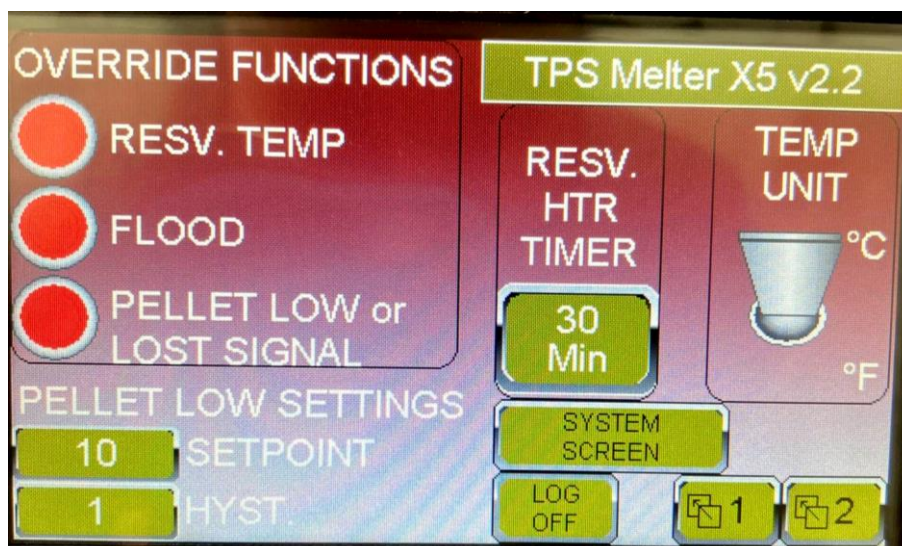 OVERRIDE FUNCTIONS
RESV. TEMP
FLOOD
PELLET LOW or
LOST SIGNAL
PELLET LOW SETTINGS
10 SETPOINT
1 HYST.
TPS Melter X5 v2.2
RESV.
HTR
TIMER
30
Min
TEMP
UNIT
°C
°F
SYSTEM
SCREEN
LOG
OFF
1
2